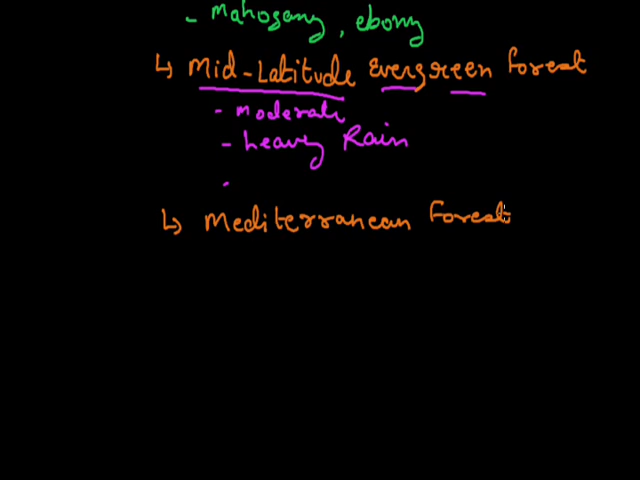 - Mahogany, ebony
↳ Mid-Latitude Evergreen Forest
- moderate
- heavy Rain
-
↳ Mediterranean Forest